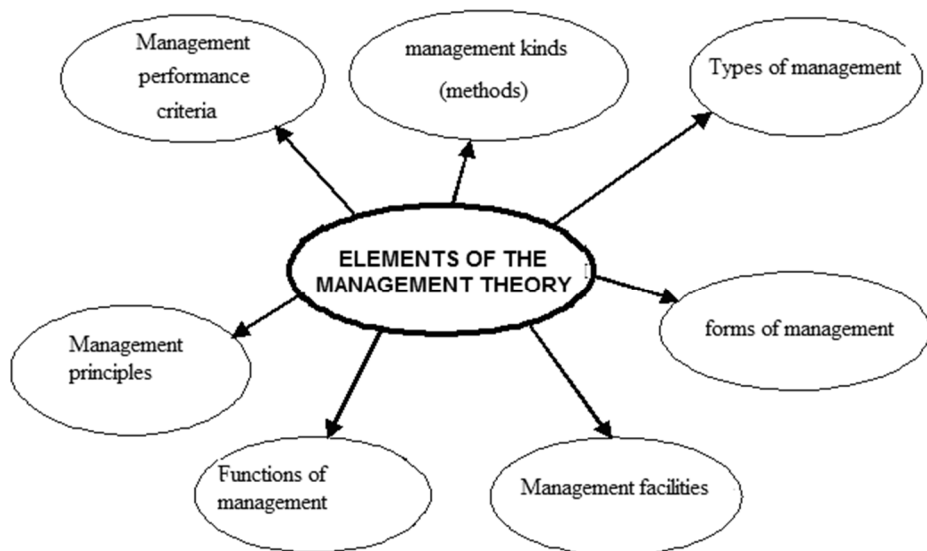 Management
performance
criteria
management kinds
(methods)
Types of management
ELEMENTS OF THE
MANAGEMENT THEORY
forms of management
Management
principles
Functions of
management
Management facilities